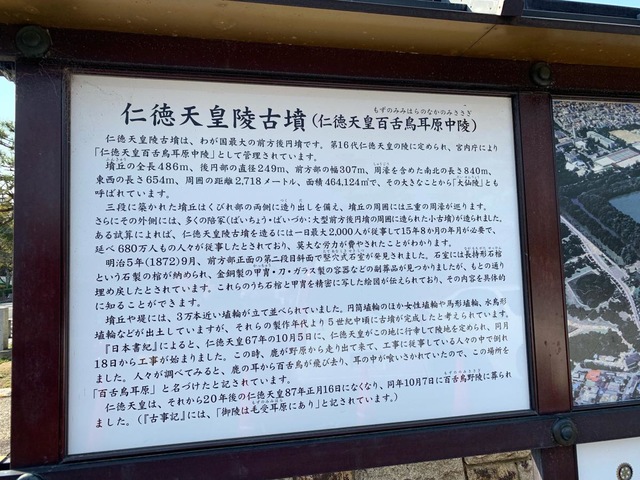 もずのみみはらのなかのみささぎ
仁徳天皇陵古墳(仁徳天皇百舌鳥耳原中陵)
仁徳天皇陵古墳は、わが国最大の前方後円墳です。第16代仁徳天皇の陵に定められ、宮内庁により
「仁徳天皇百舌鳥耳原中陵」として管理されています。
墳丘の全長486m、後円部の直径249m、前方部の幅307m、周濠を含めた南北の長さ840m、
東西の長さ654m、周囲の距離2,718メートル、面積464,124㎡で、その大きなことから「大仙陵」とも
呼ばれています。
三段に築かれた墳丘はくびれ部の両側に造り出しを備え、墳丘の周囲には三重の周濠が巡ります。
さらにその外側には、多くの陪冢(ばいちょう・ばいづか:大型前方後円墳の周囲に造られた小古墳)が造られました。
ある試算によれば、仁徳天皇陵古墳を造るには一日最大2,000人が従事して15年8か月の年月が必要で、
延べ680万人もの人々が従事したとされており、莫大な労力が費やされたことがわかります。
明治5年(1872)9月、前方部正面の第二段目斜面で竪穴式石室が発見されました。石室には長持形石棺
という石製の棺が納められ、金銅製の甲冑・刀・ガラス製の容器などの副葬品が見つかりましたが、もとの通り
埋め戻したとされています。これらのうち石棺と甲冑を精密に写した絵図が伝えられており、その内容を具体的
に知ることができます。
墳丘や堤には、3万本近い埴輪が立て並べられていました。円筒埴輪のほか女性埴輪や馬形埴輪、水鳥形
埴輪などが出土していますが、それらの製作年代より5世紀中頃に古墳が完成したと考えられています。
『日本書紀』によると、仁徳天皇67年の10月5日に、仁徳天皇がこの地に行幸して陵地を定められ、同月
18日から工事が始まりました。この時、鹿が野原から走り出て来て、工事に従事している人々の中で倒れ
ました。人々が調べてみると、鹿の耳から百舌鳥が飛び去り、耳の中が喰いさかれていたので、この場所を
「百舌鳥耳原」と名づけたと記されています。
仁徳天皇は、それから20年後の仁徳天皇87年正月16日になくなり、同年10月7日に百舌鳥野陵に葬られ
ました。(『古事記』には、「御陵は毛受耳原にあり」と記されています。)